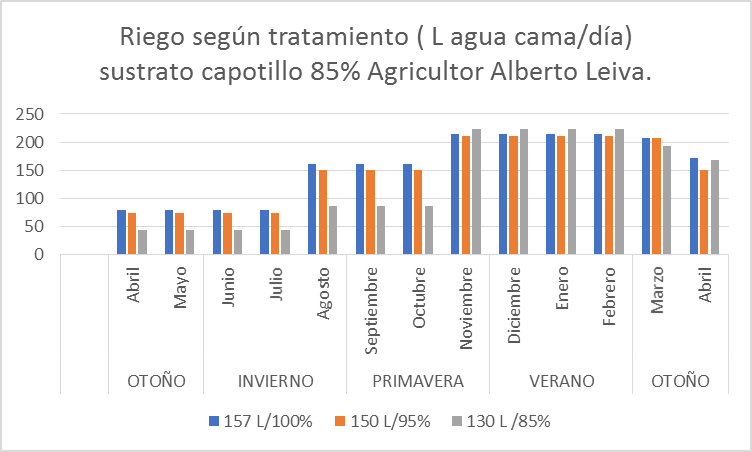 Riego según tratamiento ( L agua cama/día)
sustrato capotillo 85% Agricultor Alberto Leiva.
250
200
150
100
50
0
Abril
Mayo
Junio
Julio
Agosto
Septiembre
Octubre
Noviembre
Diciembre
Enero
Febrero
Marzo
Abril
OTOÑO INVIERNO PRIMAVERA VERANO OTOÑO
157 L/100% 150 L/95% 130 L /85%